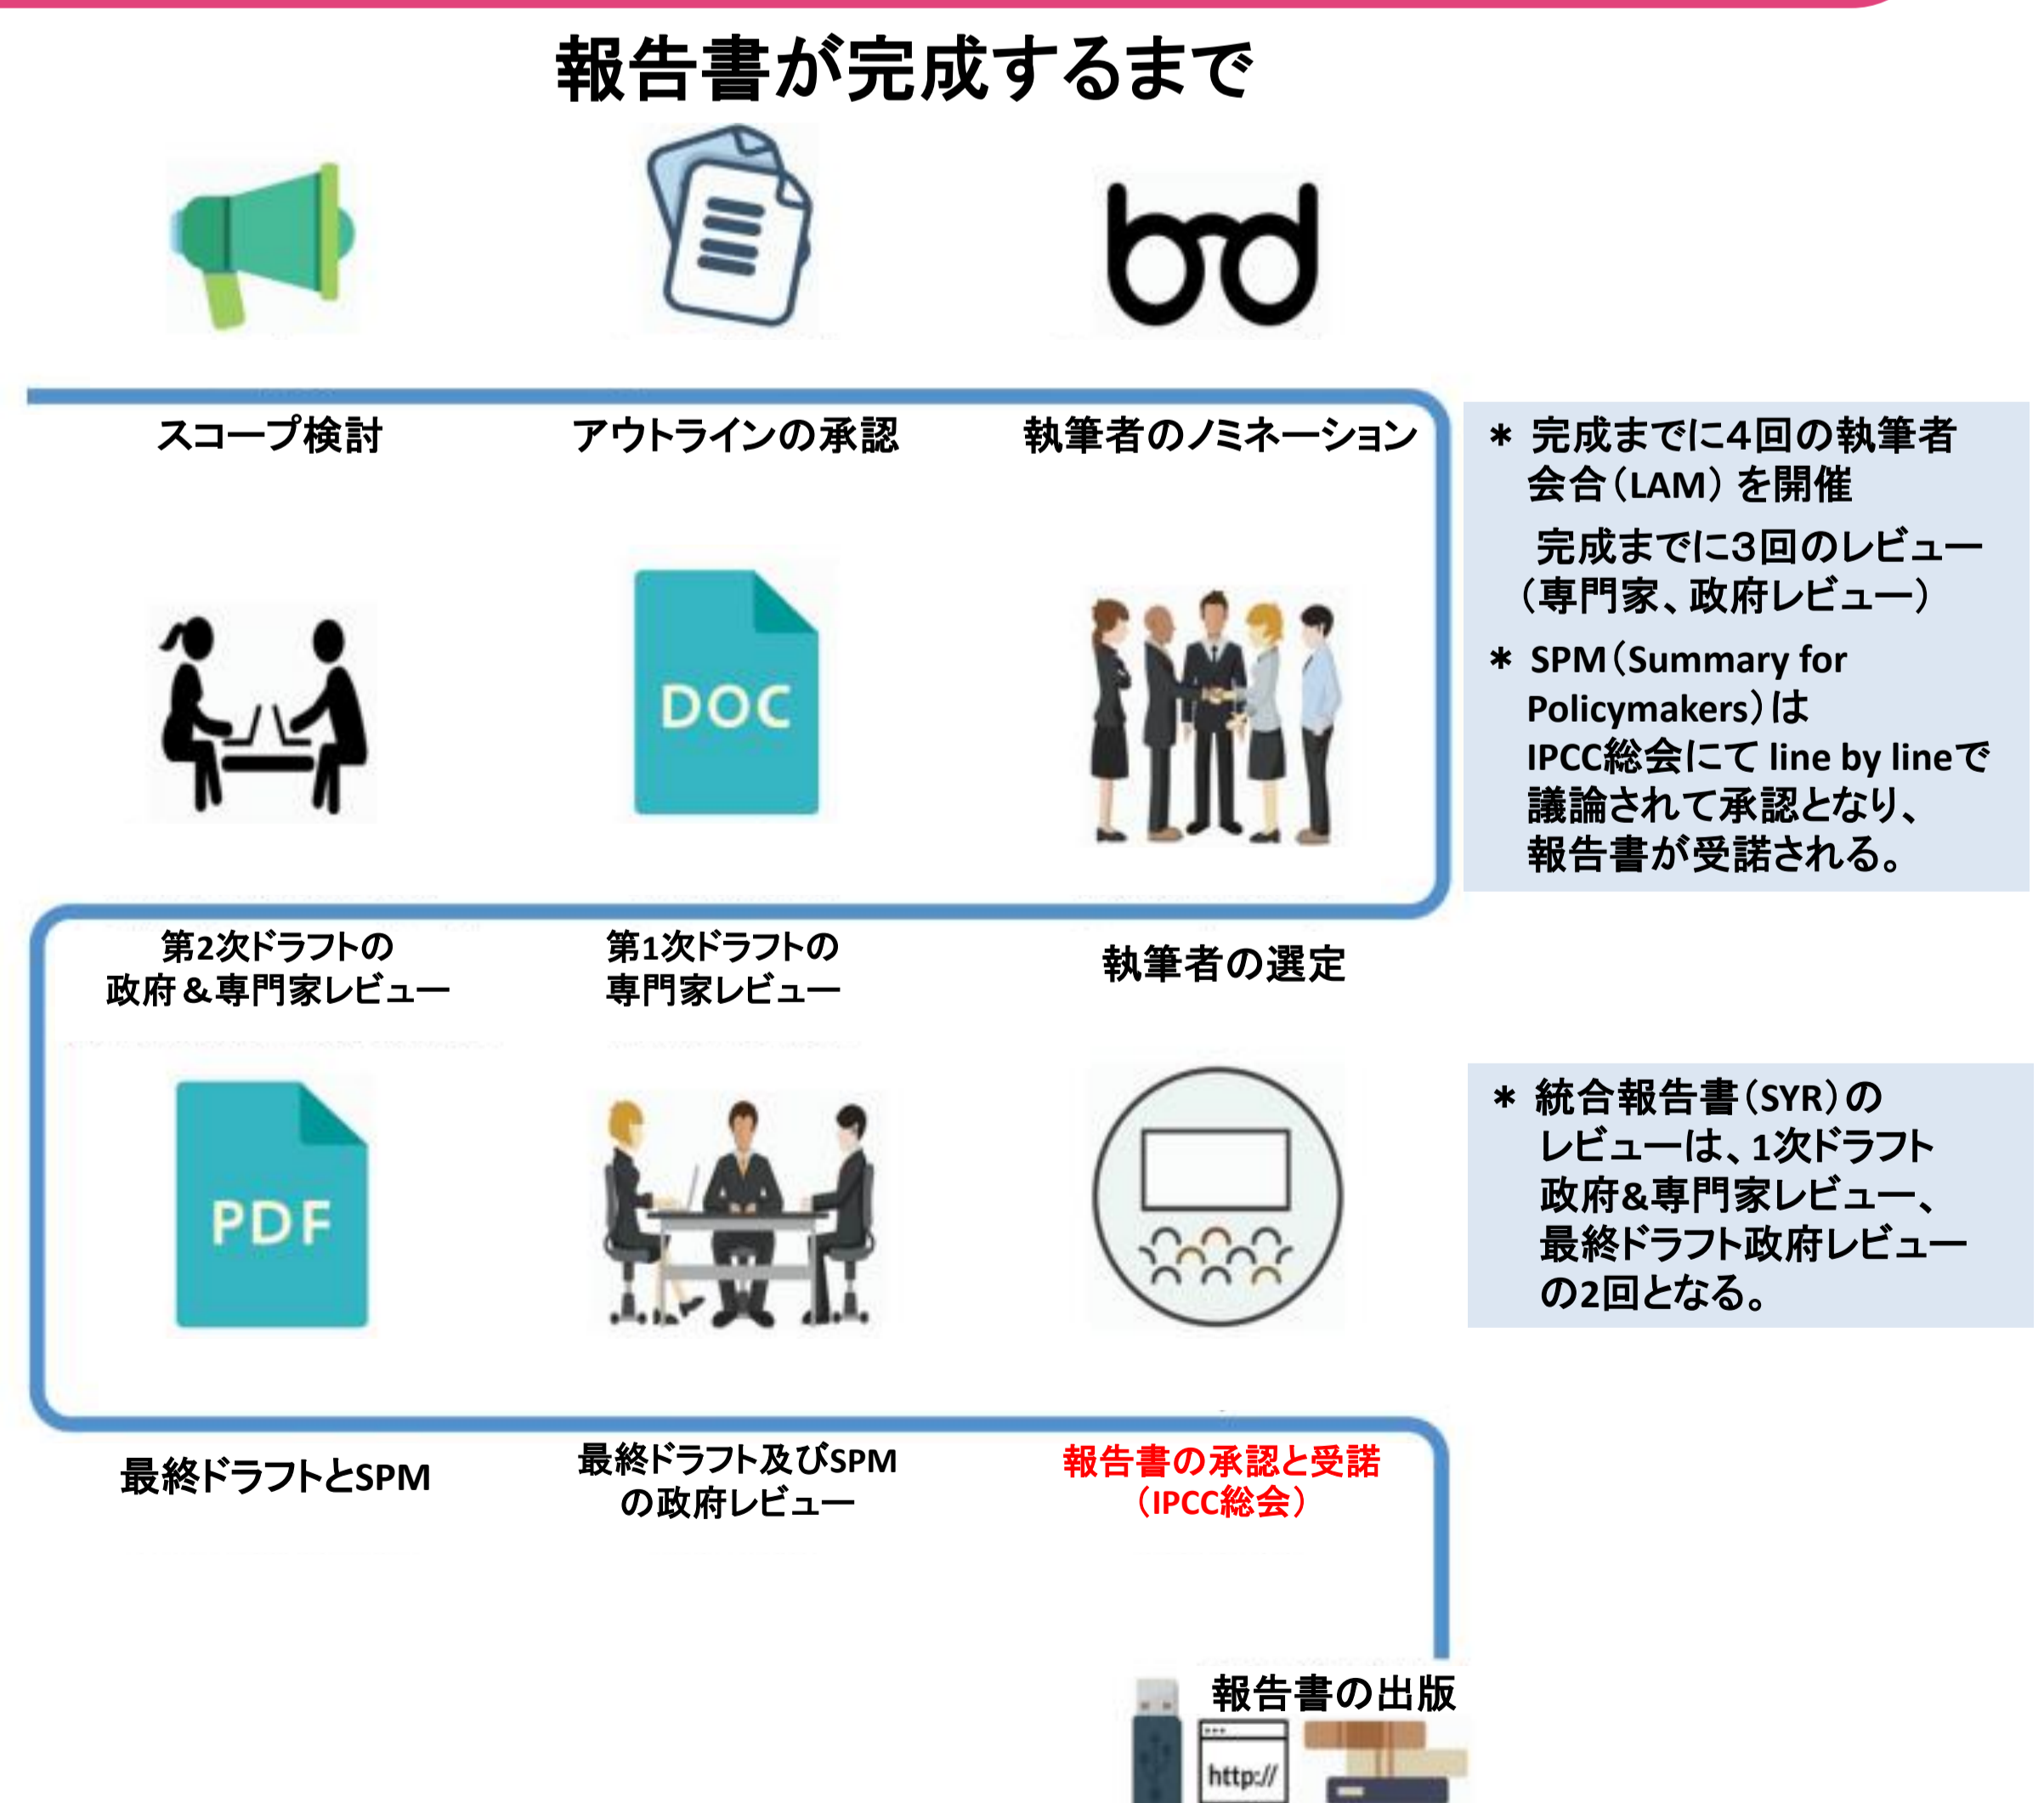 報告書が完成するまで
スコープ検討
アウトラインの承認
執筆者のノミネーション
* 完成までに4回の執筆者
会合(LAM)を開催
完成までに3回のレビュー
(専門家、政府レビュー)
* SPM(Summary for
Policymakers)は
IPCC総会にて line by lineで
議論されて承認となり、
報告書が受諾される。
DOC
第2次ドラフトの
政府&専門家レビュー
第1次ドラフトの
専門家レビュー
執筆者の選定
PDF
* 統合報告書(SYR)の
レビューは、1次ドラフト
政府&専門家レビュー、
最終ドラフト政府レビュー
の2回となる。
最終ドラフトとSPM
最終ドラフト及びSPM
の政府レビュー
報告書の承認と受諾
(IPCC総会)
報告書の出版
http://